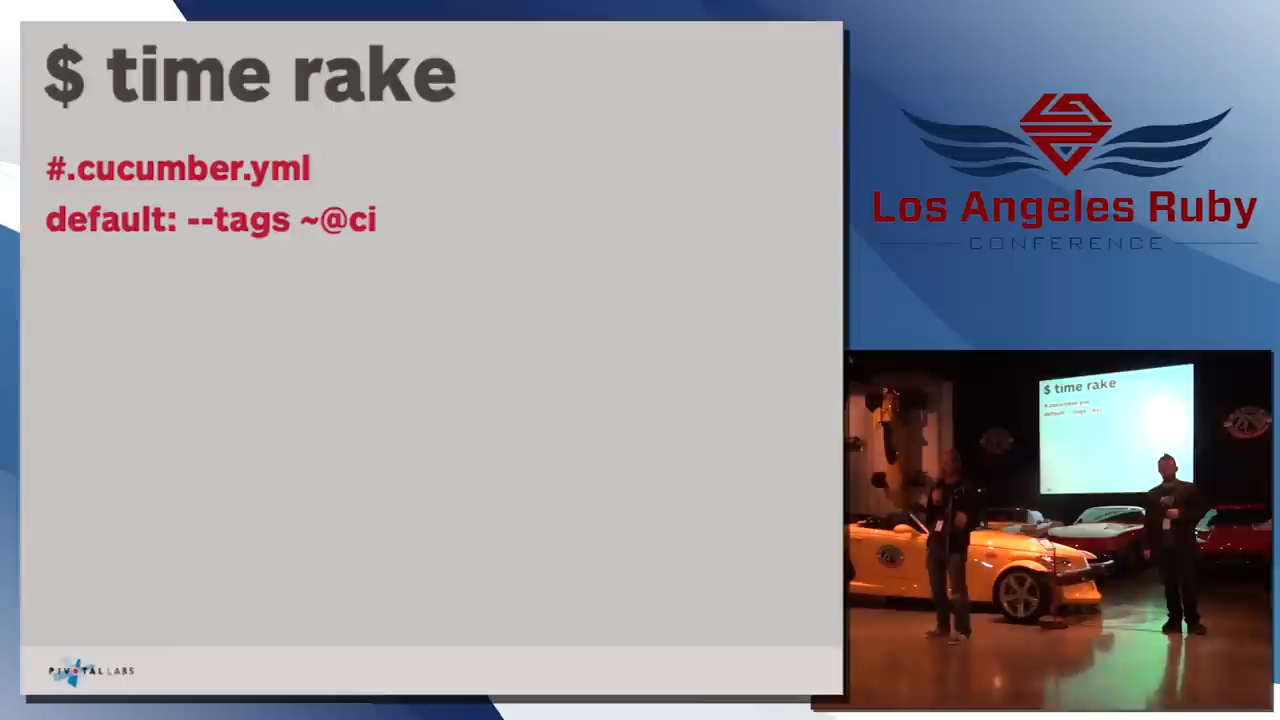 $ time rake
#.cucumber.yml
default: --tags ~@ci
PIVOTAL LABS
Los Angeles Ruby
CONFERENCE
$ time rake